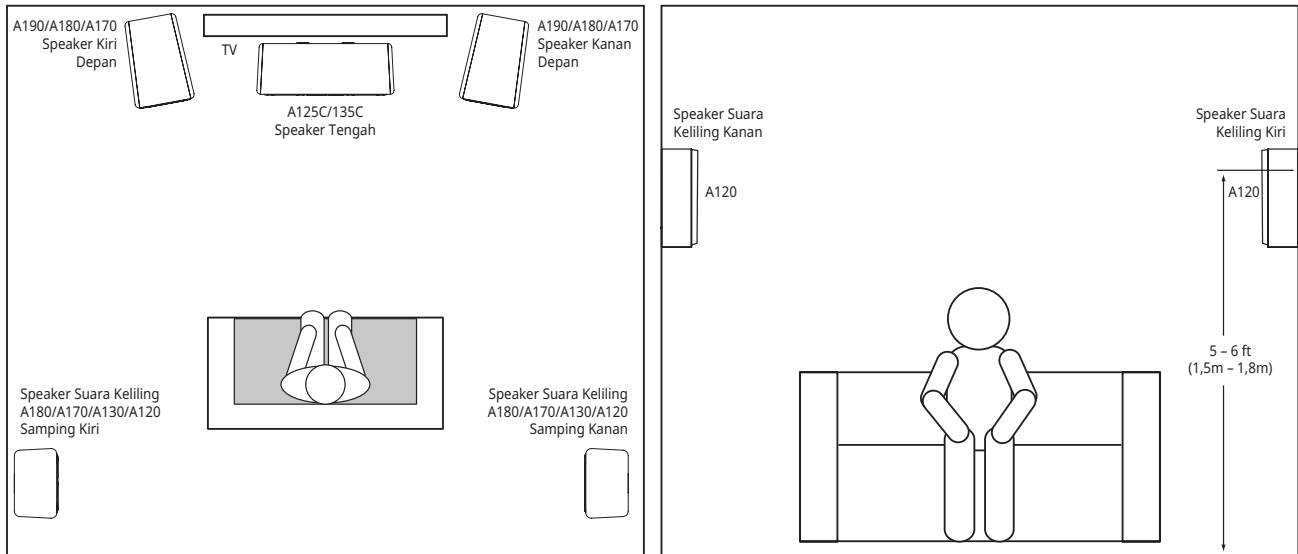 A190/A180/A170
Speaker Kiri
Depan
TV
A190/A180/A170
Speaker Kanan
Depan
A125C/135C
Speaker Tengah
Speaker Suara Keliling
A180/A170/A130/A120
Samping Kiri
Speaker Suara Keliling
A180/A170/A130/A120
Samping Kanan
Speaker Suara
Keliling Kanan
A120
Speaker Suara
Keliling Kiri
A120
5 – 6 ft
(1,5m – 1,8m)